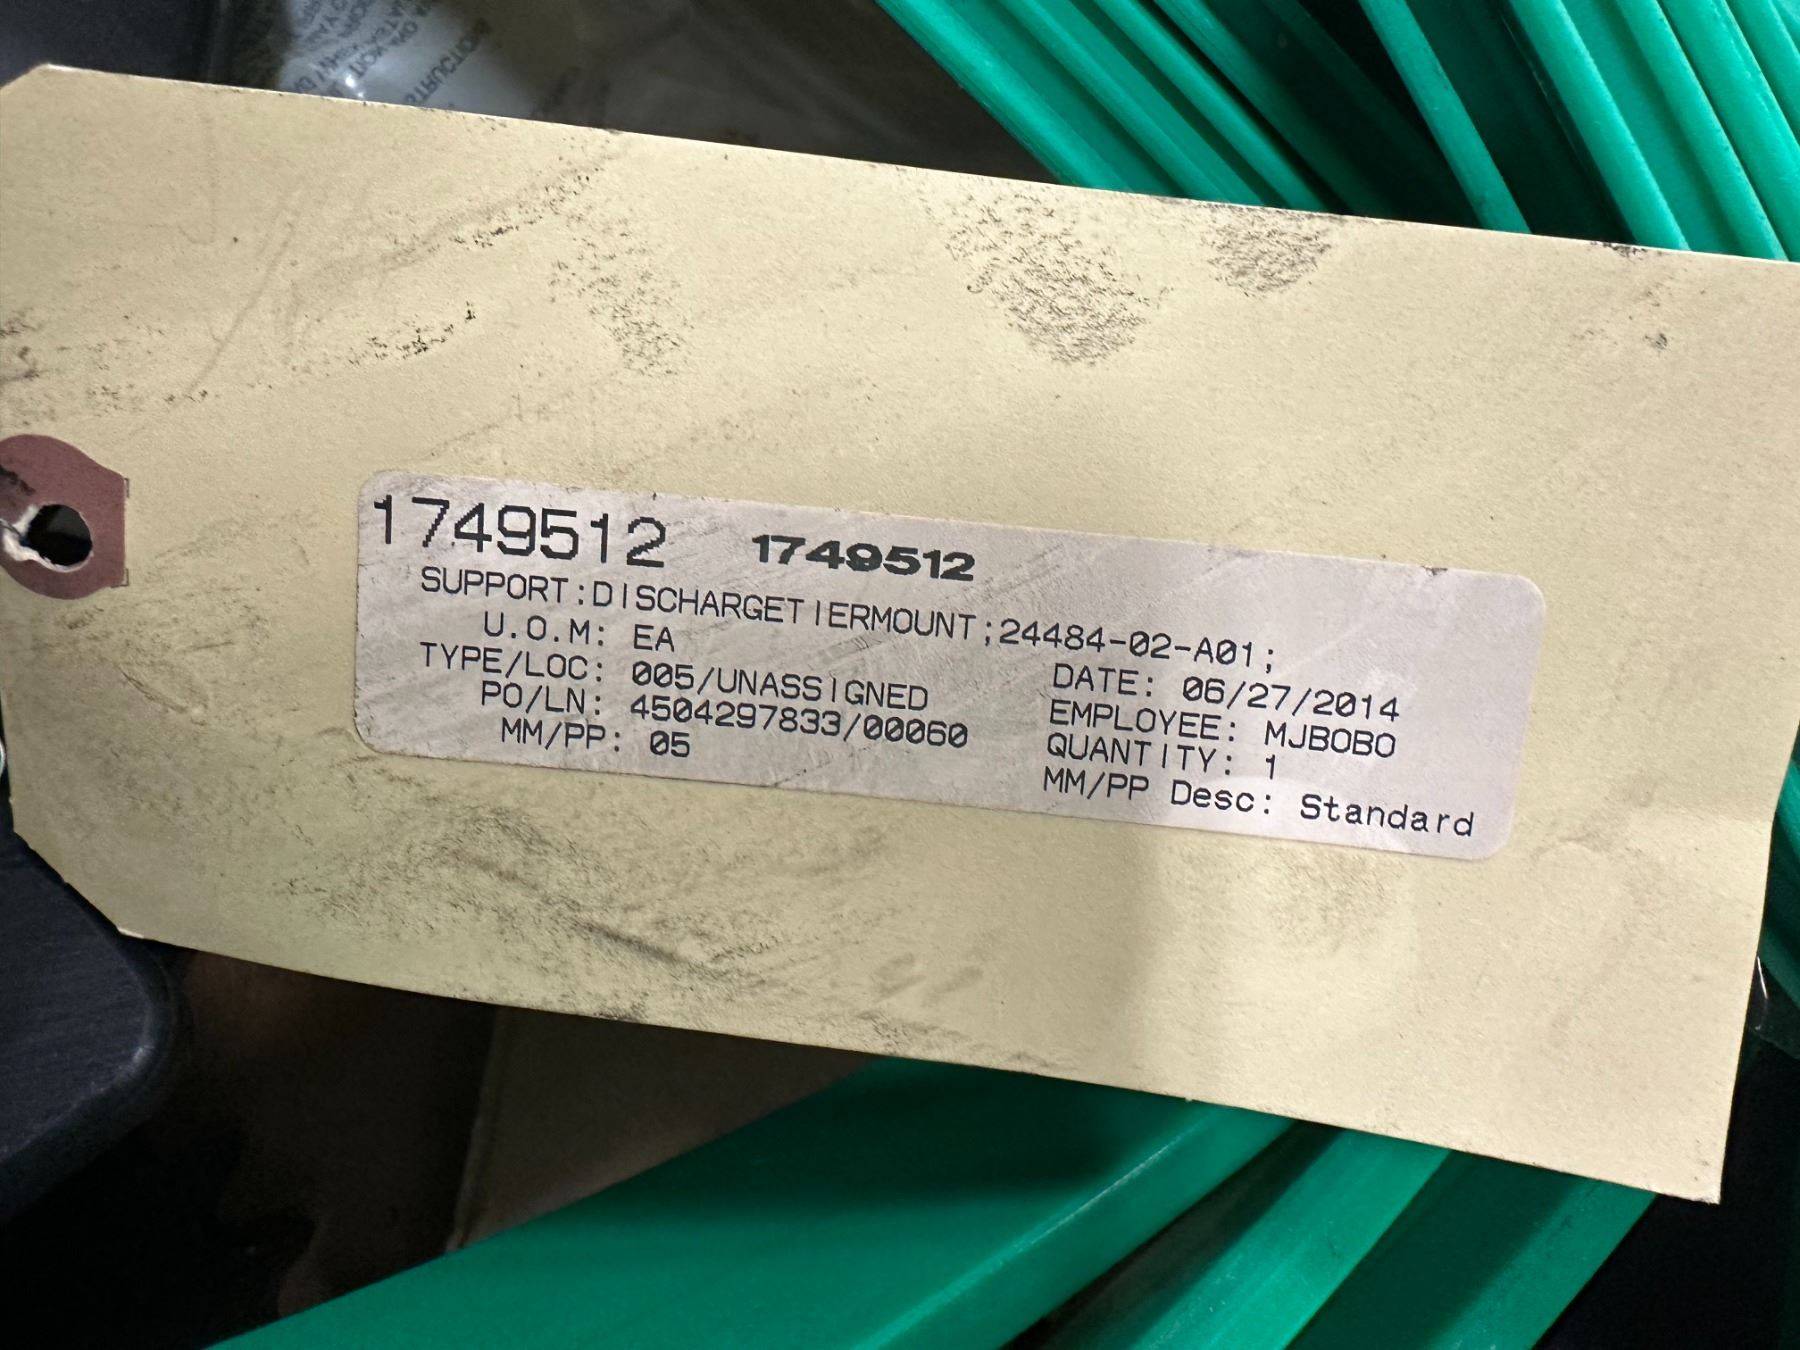 1749512 1749512
SUPPORT:DISCHARGETIERMOUNT;24484-02-A01;
U.O.M: EA
TYPE/LOC: 005/UNASSIGNED DATE: 06/27/2014
PO/LN: 4504297833/00060 EMPLOYEE: MJBOBO
MM/PP: 05 QUANTITY: 1
MM/PP Desc: Standard